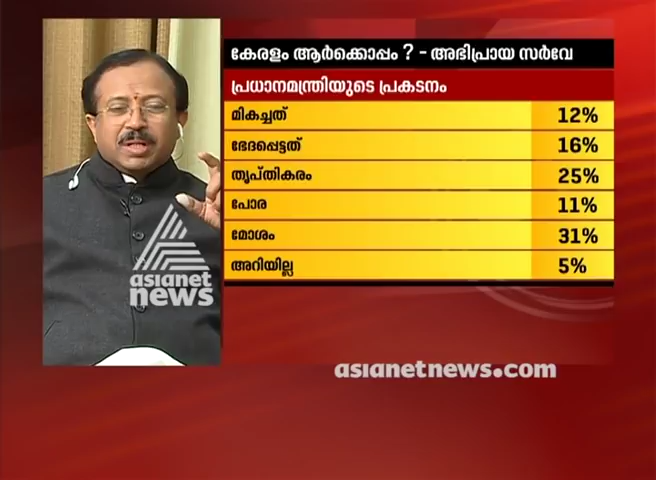 കേരളം ആർക്കൊപ്പം ? - അഭിപ്രായ സർവേ
പ്രധാനമന്ത്രിയുടെ പ്രകടനം
മികച്ചത് 12%
ഭേദപ്പെട്ടത് 16%
തൃപ്തികരം 25%
പോര 11%
മോശം 31%
അറിയില്ല 5%
asianet
news
asianetnews.com